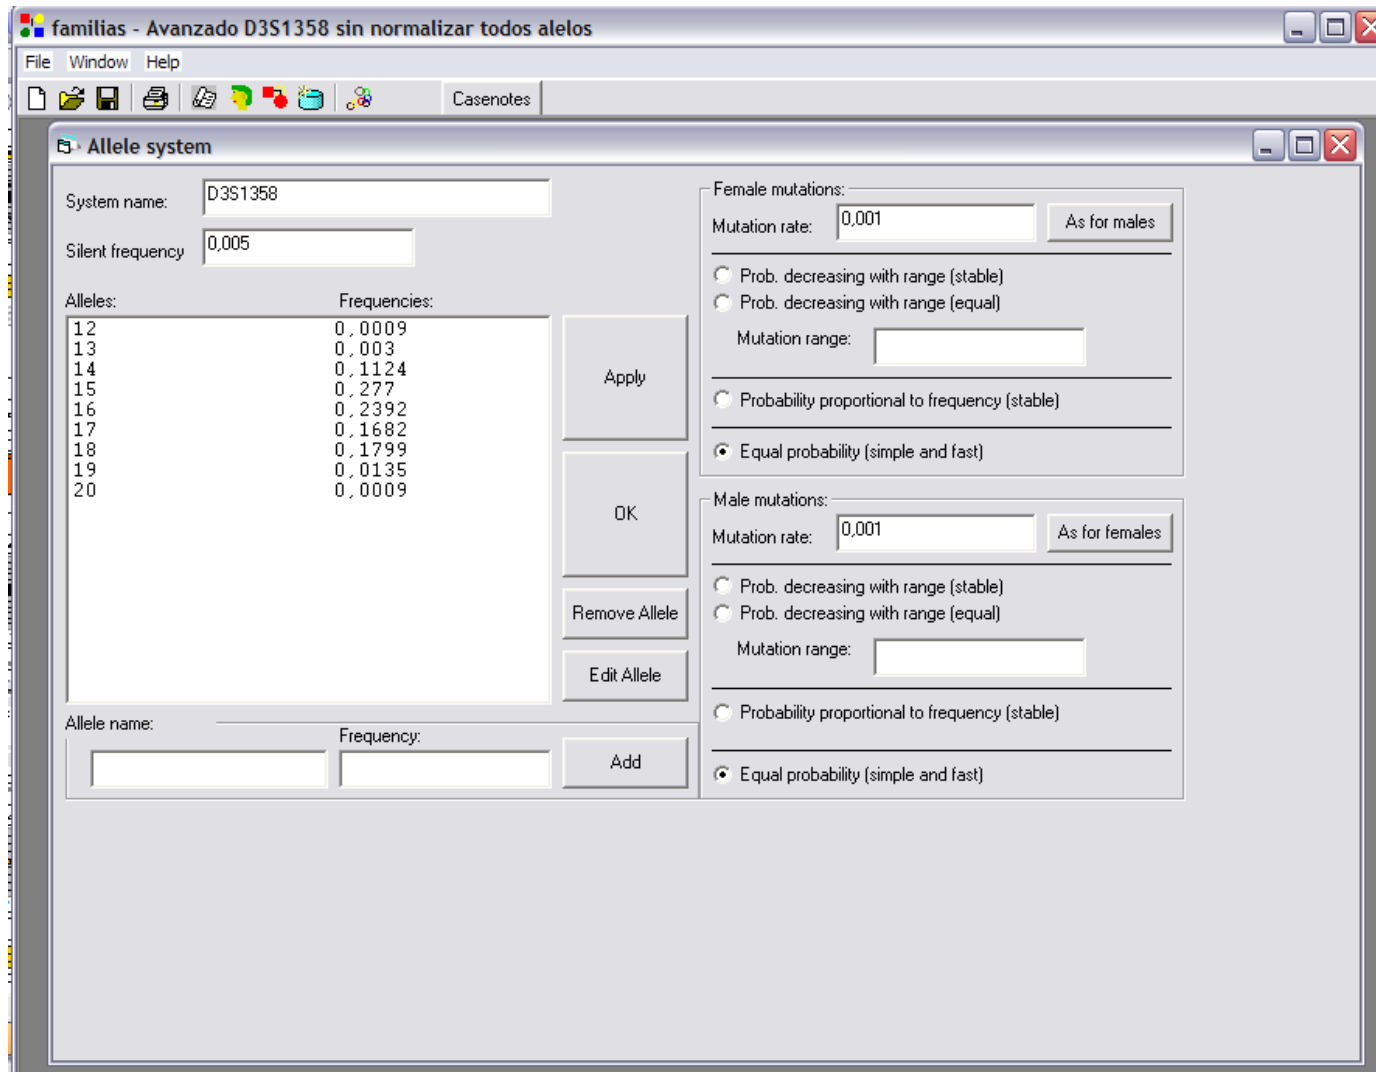 familias - Avanzado D3S1358 sin normalizar todos alelos
File Window Help
Casenotes
Allele system
System name: D3S1358
Silent frequency 0,005
Alleles: Frequencies:
12 0,0009
13 0,003
14 0,1124
15 0,277
16 0,2392
17 0,1682
18 0,1799
19 0,0135
20 0,0009
Apply
OK
Remove Allele
Edit Allele
Allele name:
Frequency:
Add
Female mutations:
Mutation rate: 0,001 As for males
Prob. decreasing with range (stable)
Prob. decreasing with range (equal)
Mutation range:
Probability proportional to frequency (stable)
Equal probability (simple and fast)
Male mutations:
Mutation rate: 0,001 As for females
Prob. decreasing with range (stable)
Prob. decreasing with range (equal)
Mutation range:
Probability proportional to frequency (stable)
Equal probability (simple and fast)